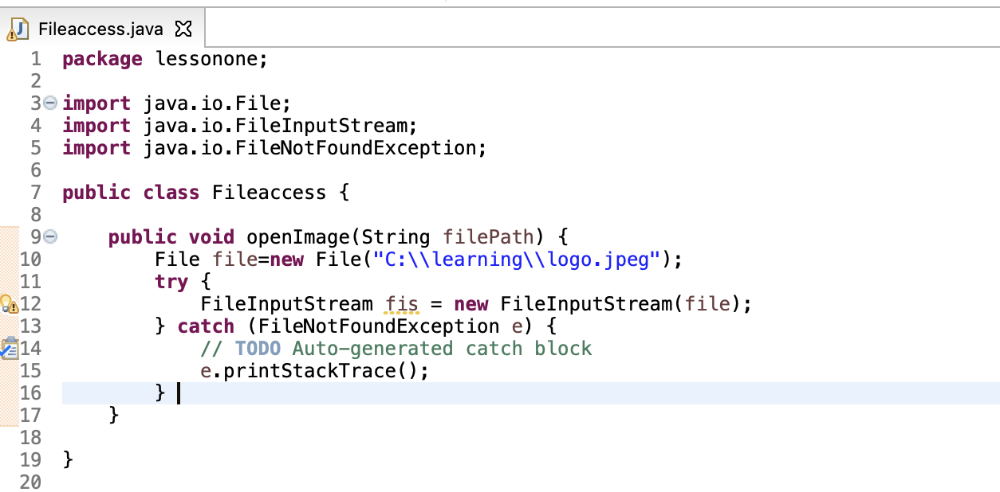 Fileaccess.java
1 package lessonone;
2
3 import java.io.File;
4 import java.io.FileInputStream;
5 import java.io.FileNotFoundException;
6
7 public class Fileaccess {
8
9     public void openImage(String filePath) {
10         File file=new File("C:\\learning\\logo.jpeg");
11         try {
12             FileInputStream fis = new FileInputStream(file);
13         } catch (FileNotFoundException e) {
14             // TODO Auto-generated catch block
15             e.printStackTrace();
16         }
17     }
18
19 }
20